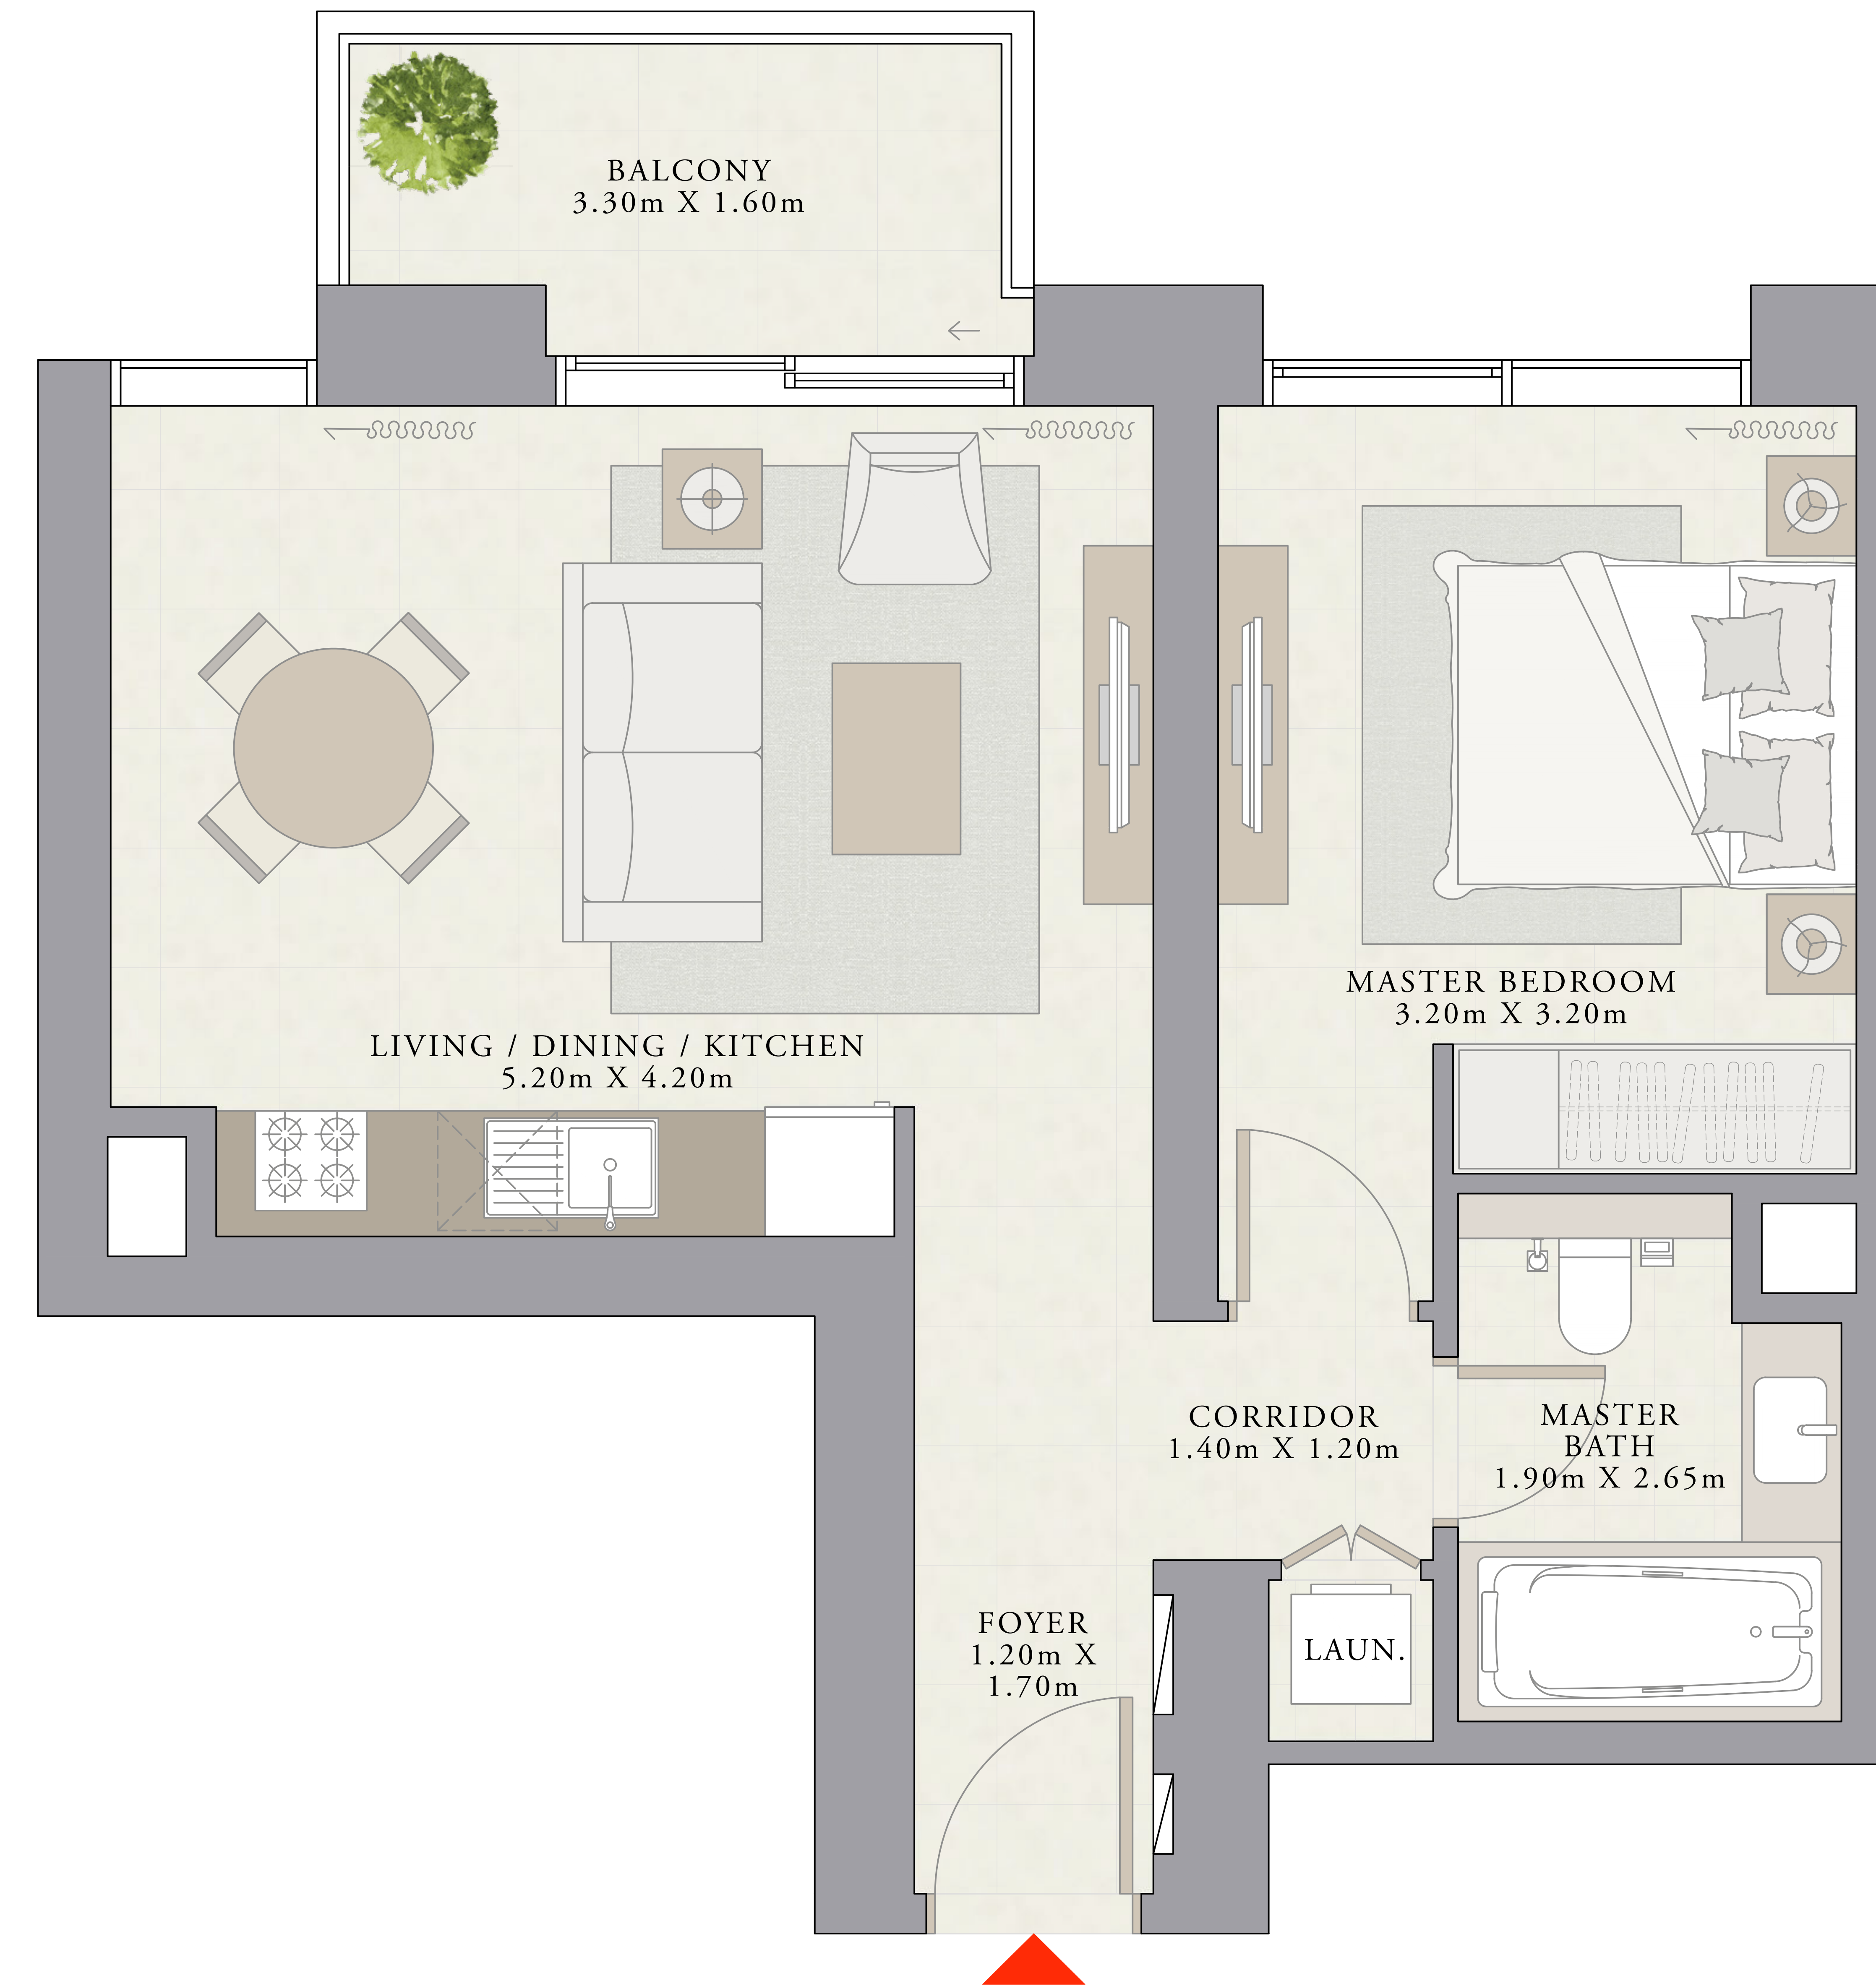 BALCONY
3.30m X 1.60m
MASTER BEDROOM
3.20m X 3.20m
LIVING / DINING / KITCHEN
5.20m X 4.20m
CORRIDOR
1.40m X 1.20m
MASTER
BATH
1.90m X 2.65m
FOYER
1.20m X
1.70m
LAUN.